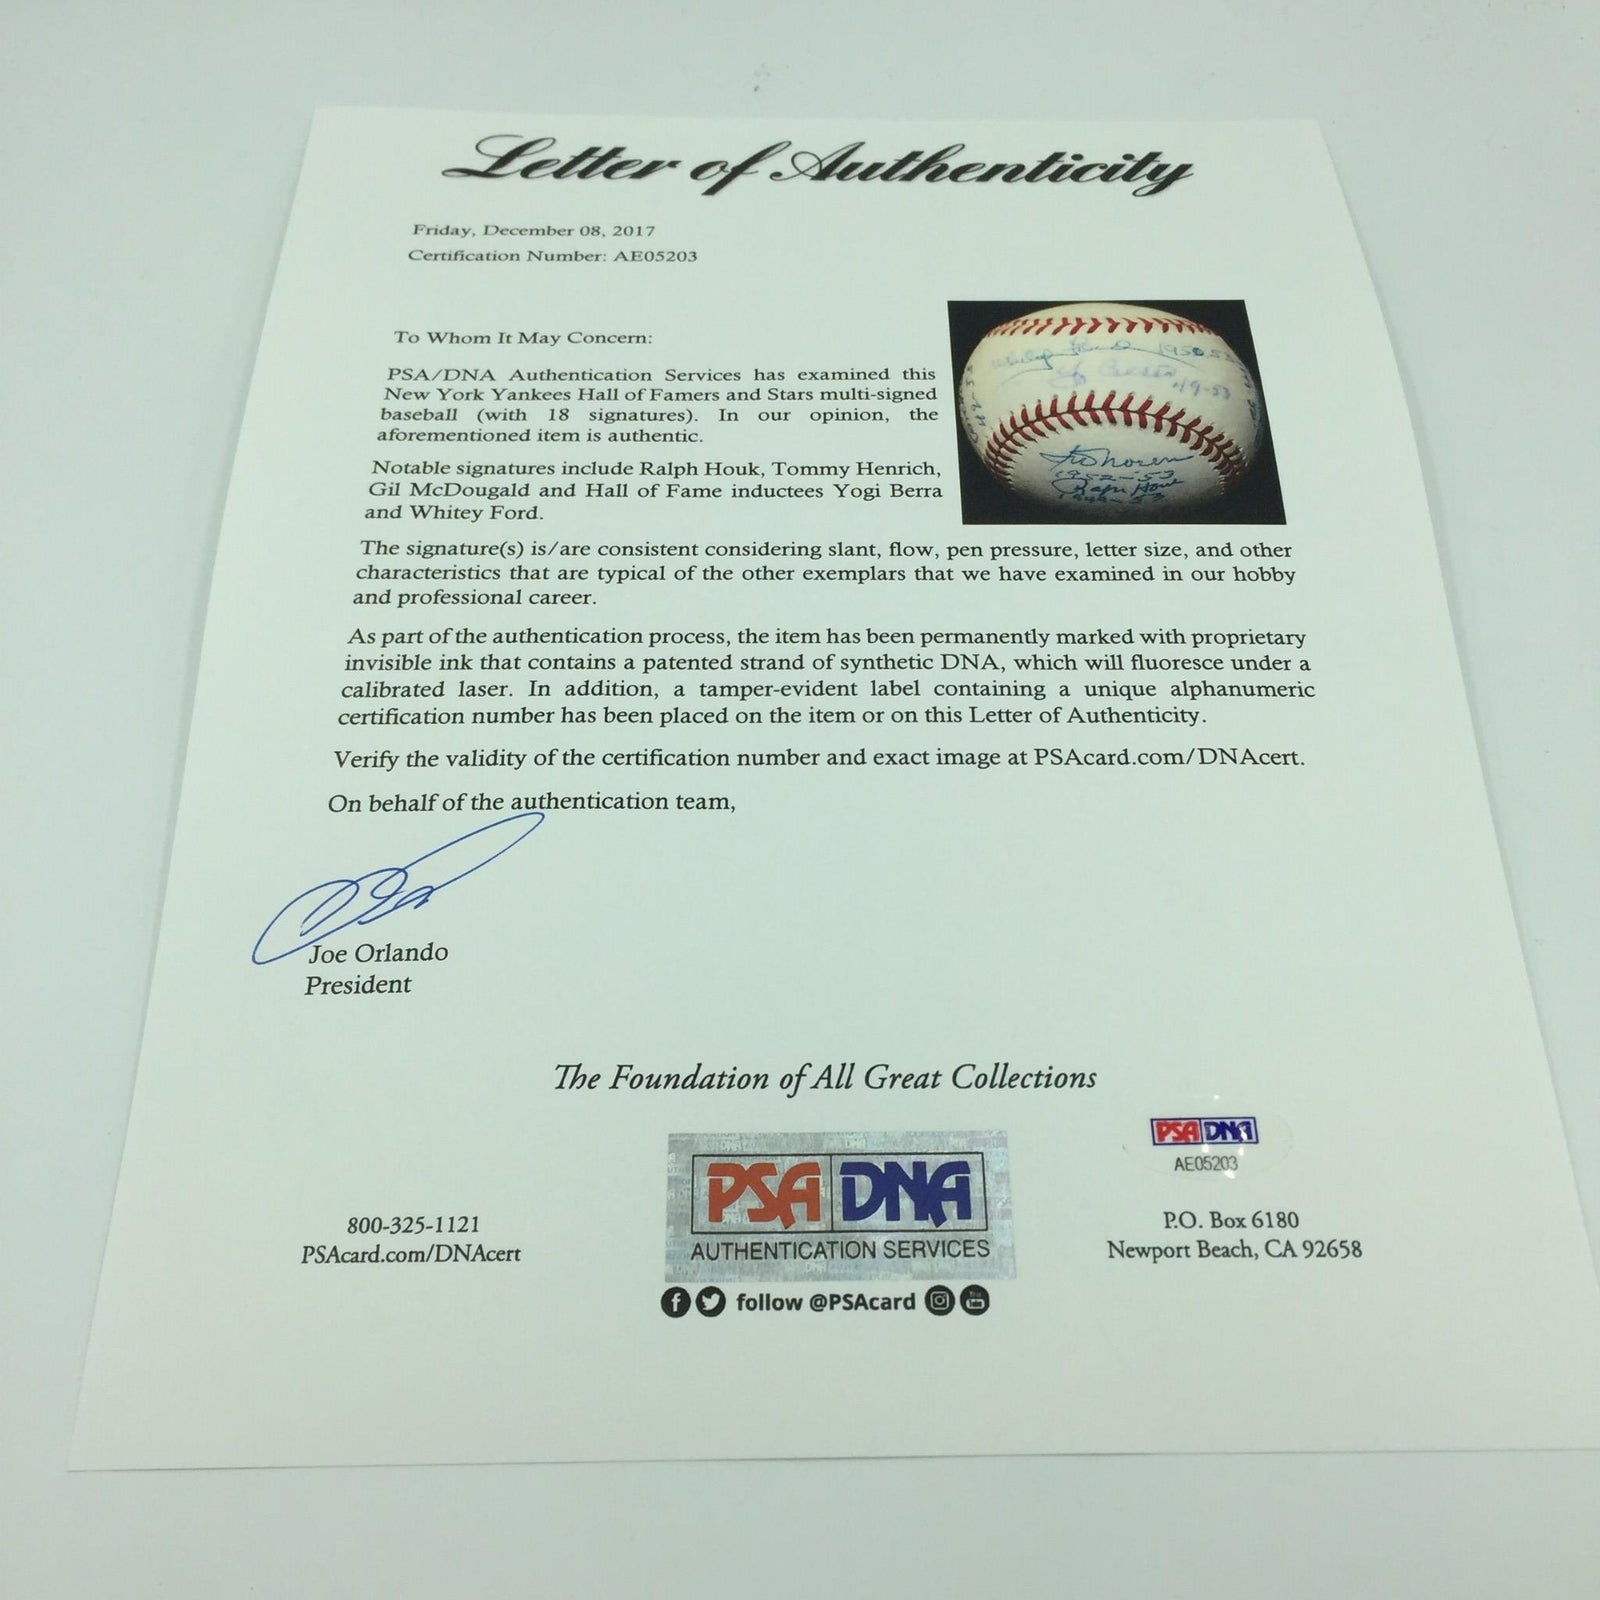 Letter of Authenticity
Friday, December 08, 2017
Certification Number: AE05203
To Whom It May Concern:
PSA/DNA Authentication Services has examined this
New York Yankees Hall of Famers and Stars multi-signed
baseball (with 18 signatures). In our opinion, the
aforementioned item is authentic.
Notable signatures include Ralph Houk, Tommy Henrich,
Gil McDougald and Hall of Fame inductees Yogi Berra
and Whitey Ford.
Whitey Ford 1950, 53
49-53
1952-'53
Ralph Houk
The signature(s) is/are consistent considering slant, flow, pen pressure, letter size, and other
characteristics that are typical of the other exemplars that we have examined in our hobby
and professional career.
As part of the authentication process, the item has been permanently marked with proprietary
invisible ink that contains a patented strand of synthetic DNA, which will fluoresce under a
calibrated laser. In addition, a tamper-evident label containing a unique alphanumeric
certification number has been placed on the item or on this Letter of Authenticity.
Verify the validity of the certification number and exact image at PSAcard.com/DNAcert.
On behalf of the authentication team,
Joe Orlando
President
The Foundation of All Great Collections
PSA DNA
AE05203
PSA DNA
AUTHENTICATION SERVICES
800-325-1121
PSAcard.com/DNAcert
P.O. Box 6180
Newport Beach, CA 92658
follow @PSAcard